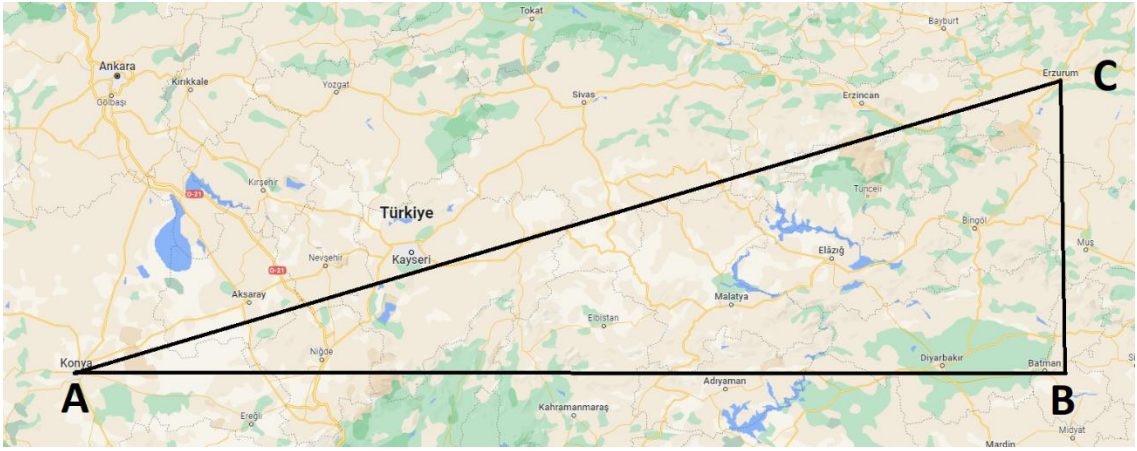 Tokat
Bayburt
Ankara
Kırıkkale
Gölbaşı
Yozgat
Sivas
Erzincan
Erzurum
C
Kırşehir
O-21
Tunceli
Türkiye
Bingöl
Muş
Kayseri
Elâzığ
Nevşehir
O-21
Aksaray
Malatya
Elbistan
Konya
Niğde
Diyarbakır
Batman
A
Adıyaman
B
Ereğli
Kahramanmaraş
Midyat
Mardin